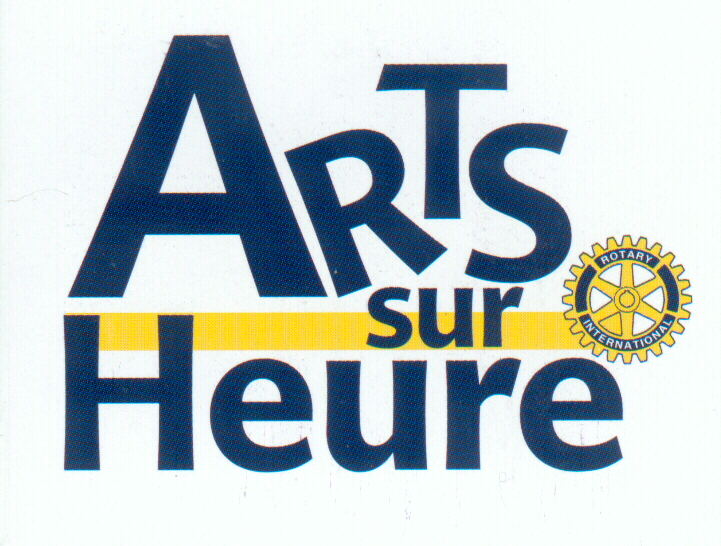 ARTS
sur
Heure
ROTARY
INTERNATIONAL